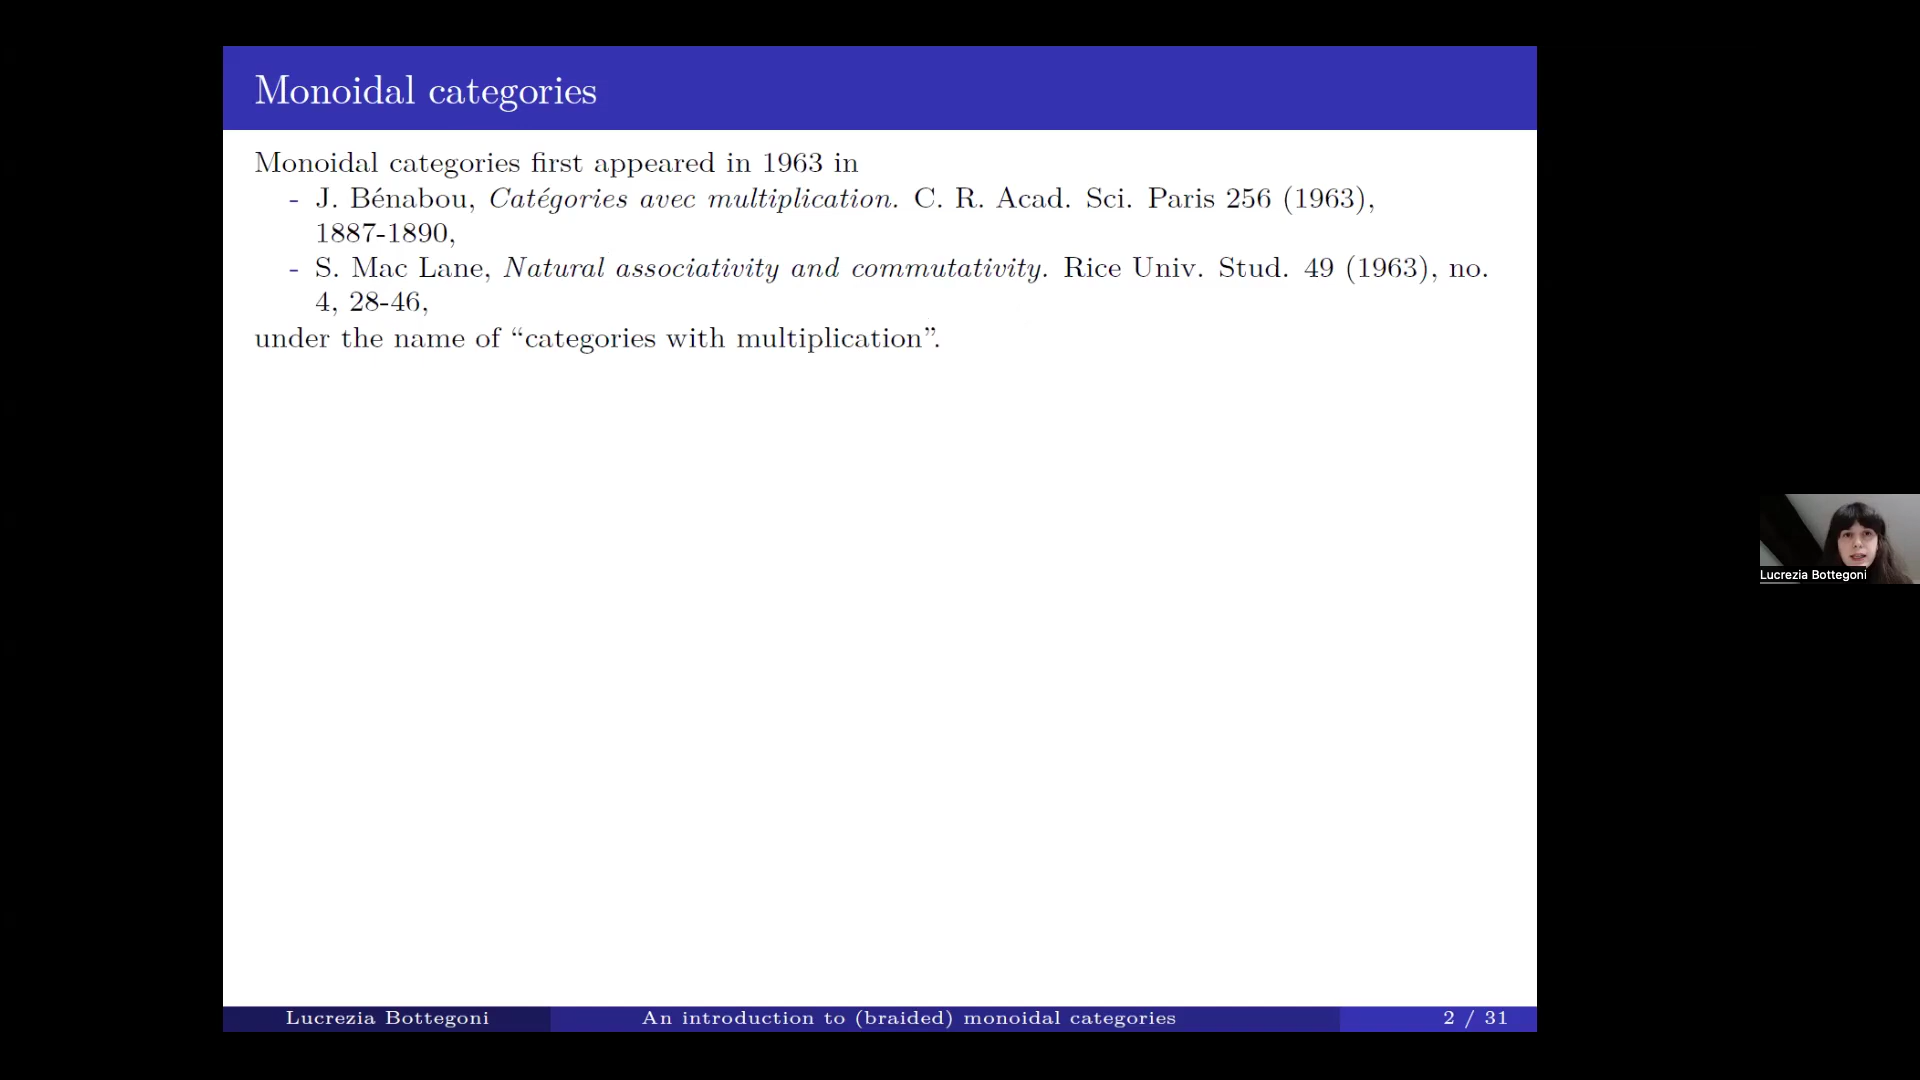 Monoidal categories
Monoidal categories first appeared in 1963 in
- J. Bénabou, Catégories avec multiplication. C. R. Acad. Sci. Paris 256 (1963),
1887-1890,
- S. Mac Lane, Natural associativity and commutativity. Rice Univ. Stud. 49 (1963), no.
4, 28-46,
under the name of “categories with multiplication”.
Lucrezia Bottegoni
Lucrezia Bottegoni An introduction to (braided) monoidal categories 2 / 31